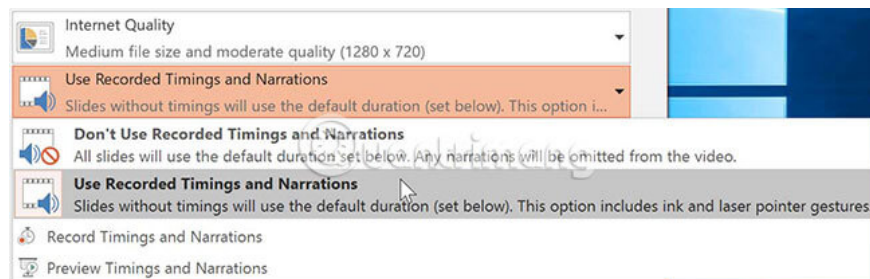 Internet Quality
Medium file size and moderate quality (1280 x 720)
Use Recorded Timings and Narrations
Slides without timings will use the default duration (set below). This option i...
Don't Use Recorded Timings and Narrations
All slides will use the default duration set below. Any narrations will be omitted from the video.
Quantrimang
Use Recorded Timings and Narrations
Slides without timings will use the default duration (set below). This option includes ink and laser pointer gestures
Record Timings and Narrations
Preview Timings and Narrations